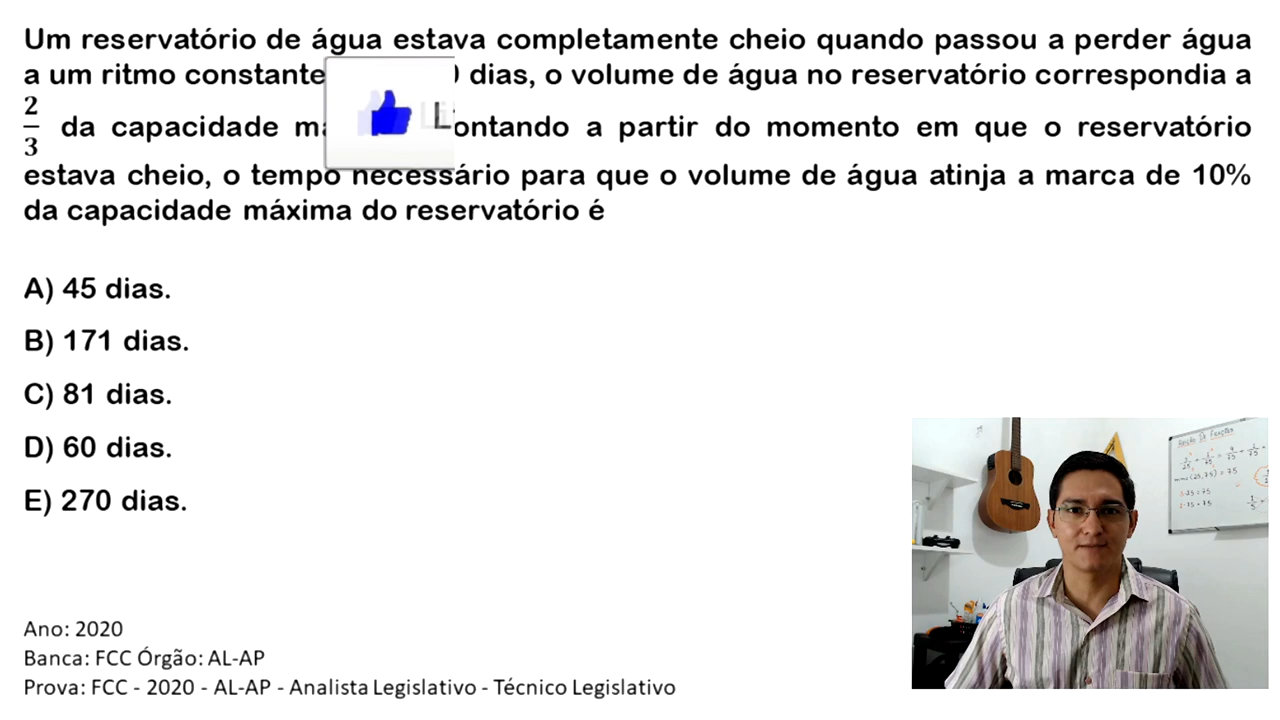 Um reservatório de água estava completamente cheio quando passou a perder água
a um ritmo constante dias, o volume de água no reservatório correspondia a
2/3 da capacidade contando a partir do momento em que o reservatório
estava cheio, o tempo necessário para que o volume de água atinja a marca de 10%
da capacidade máxima do reservatório é
A) 45 dias.
B) 171 dias.
C) 81 dias.
D) 60 dias.
E) 270 dias.
Ano: 2020
Banca: FCC Órgão: AL-AP
Prova: FCC - 2020 - AL-AP - Analista Legislativo - Técnico Legislativo